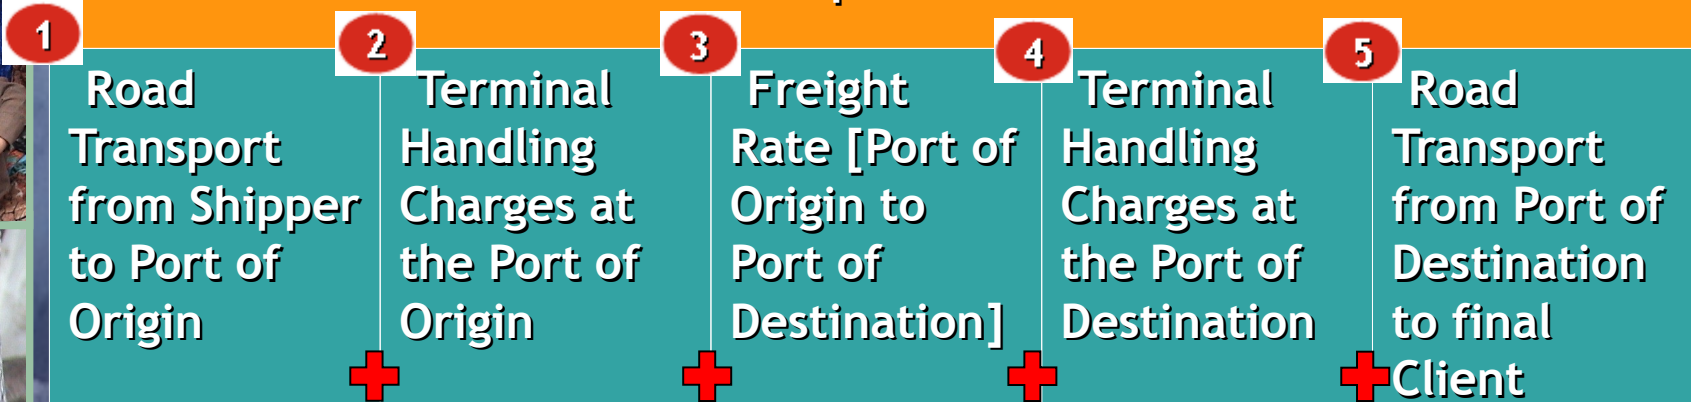 1
Road
Transport
from Shipper
to Port of
Origin
2
Terminal
Handling
Charges at
the Port of
Origin
3
Freight
Rate [Port of
Origin to
Port of
Destination]
4
Terminal
Handling
Charges at
the Port of
Destination
5
Road
Transport
from Port of
Destination
to final
Client